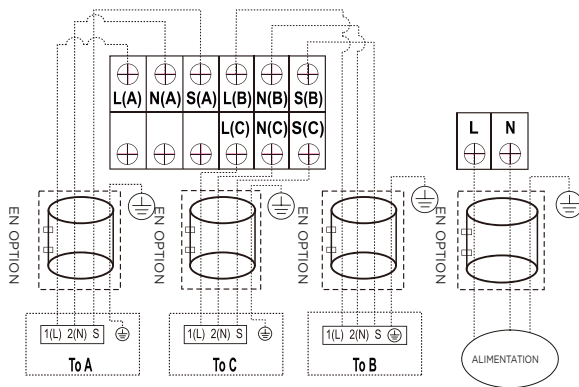 L(A) N(A) S(A) L(B) N(B) S(B)
L(C) N(C) S(C)
L N
EN OPTION
EN OPTION
EN OPTION
EN OPTION
1(L) 2(N) S
1(L) 2(N) S
1(L) 2(N) S
To A
To C
To B
ALIMENTATION